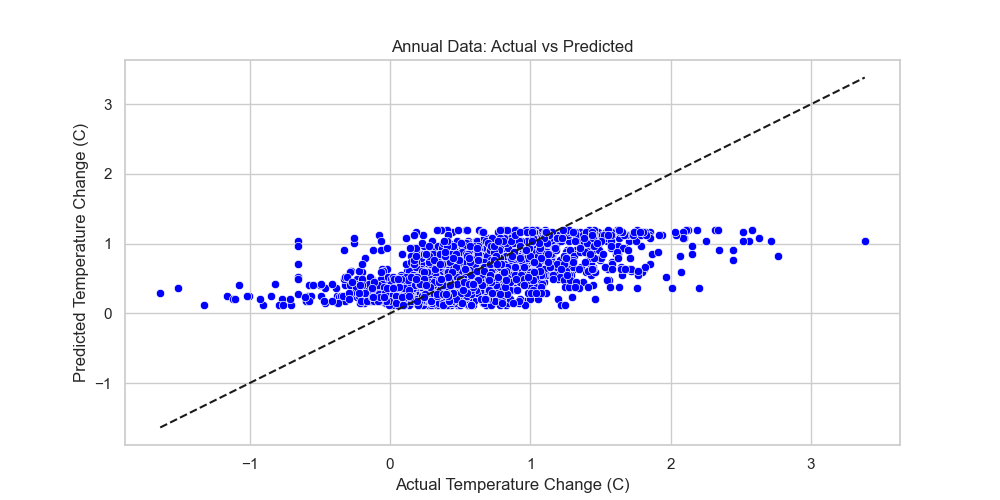 Annual Data: Actual vs Predicted
Predicted Temperature Change (C)
3
2
1
0
−1
−1 0 1 2 3
Actual Temperature Change (C)